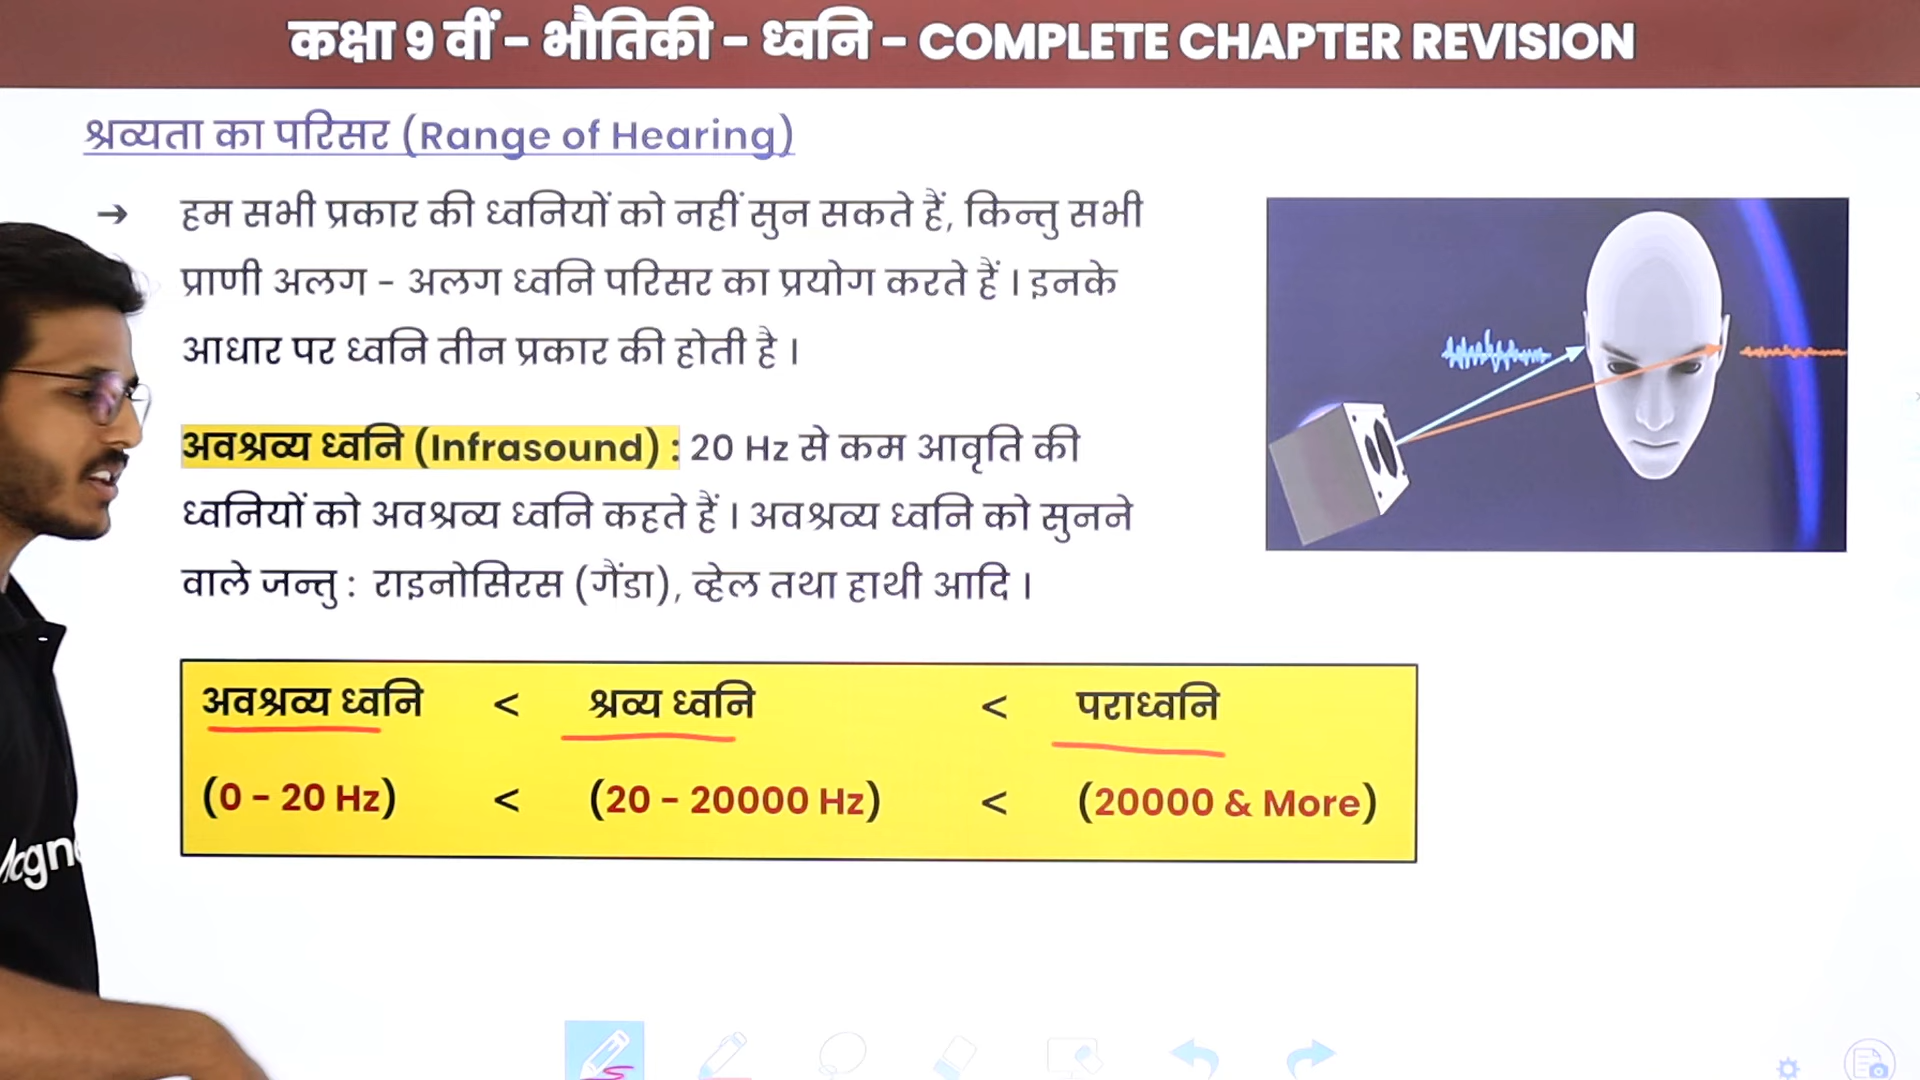 कक्षा 9 वीं - भौतिकी - ध्वनि - COMPLETE CHAPTER REVISION
श्रव्यता का परिसर (Range of Hearing)
➔ हम सभी प्रकार की ध्वनियों को नहीं सुन सकते हैं, किन्तु सभी
प्राणी अलग - अलग ध्वनि परिसर का प्रयोग करते हैं । इनके
आधार पर ध्वनि तीन प्रकार की होती है ।
अवश्रव्य ध्वनि (Infrasound) : 20 Hz से कम आवृति की
ध्वनियों को अवश्रव्य ध्वनि कहते हैं । अवश्रव्य ध्वनि को सुनने
वाले जन्तु : राइनोसिरस (गैंडा), व्हेल तथा हाथी आदि ।
अवश्रव्य ध्वनि < श्रव्य ध्वनि < पराध्वनि
(0 - 20 Hz) < (20 - 20000 Hz) < (20000 & More)